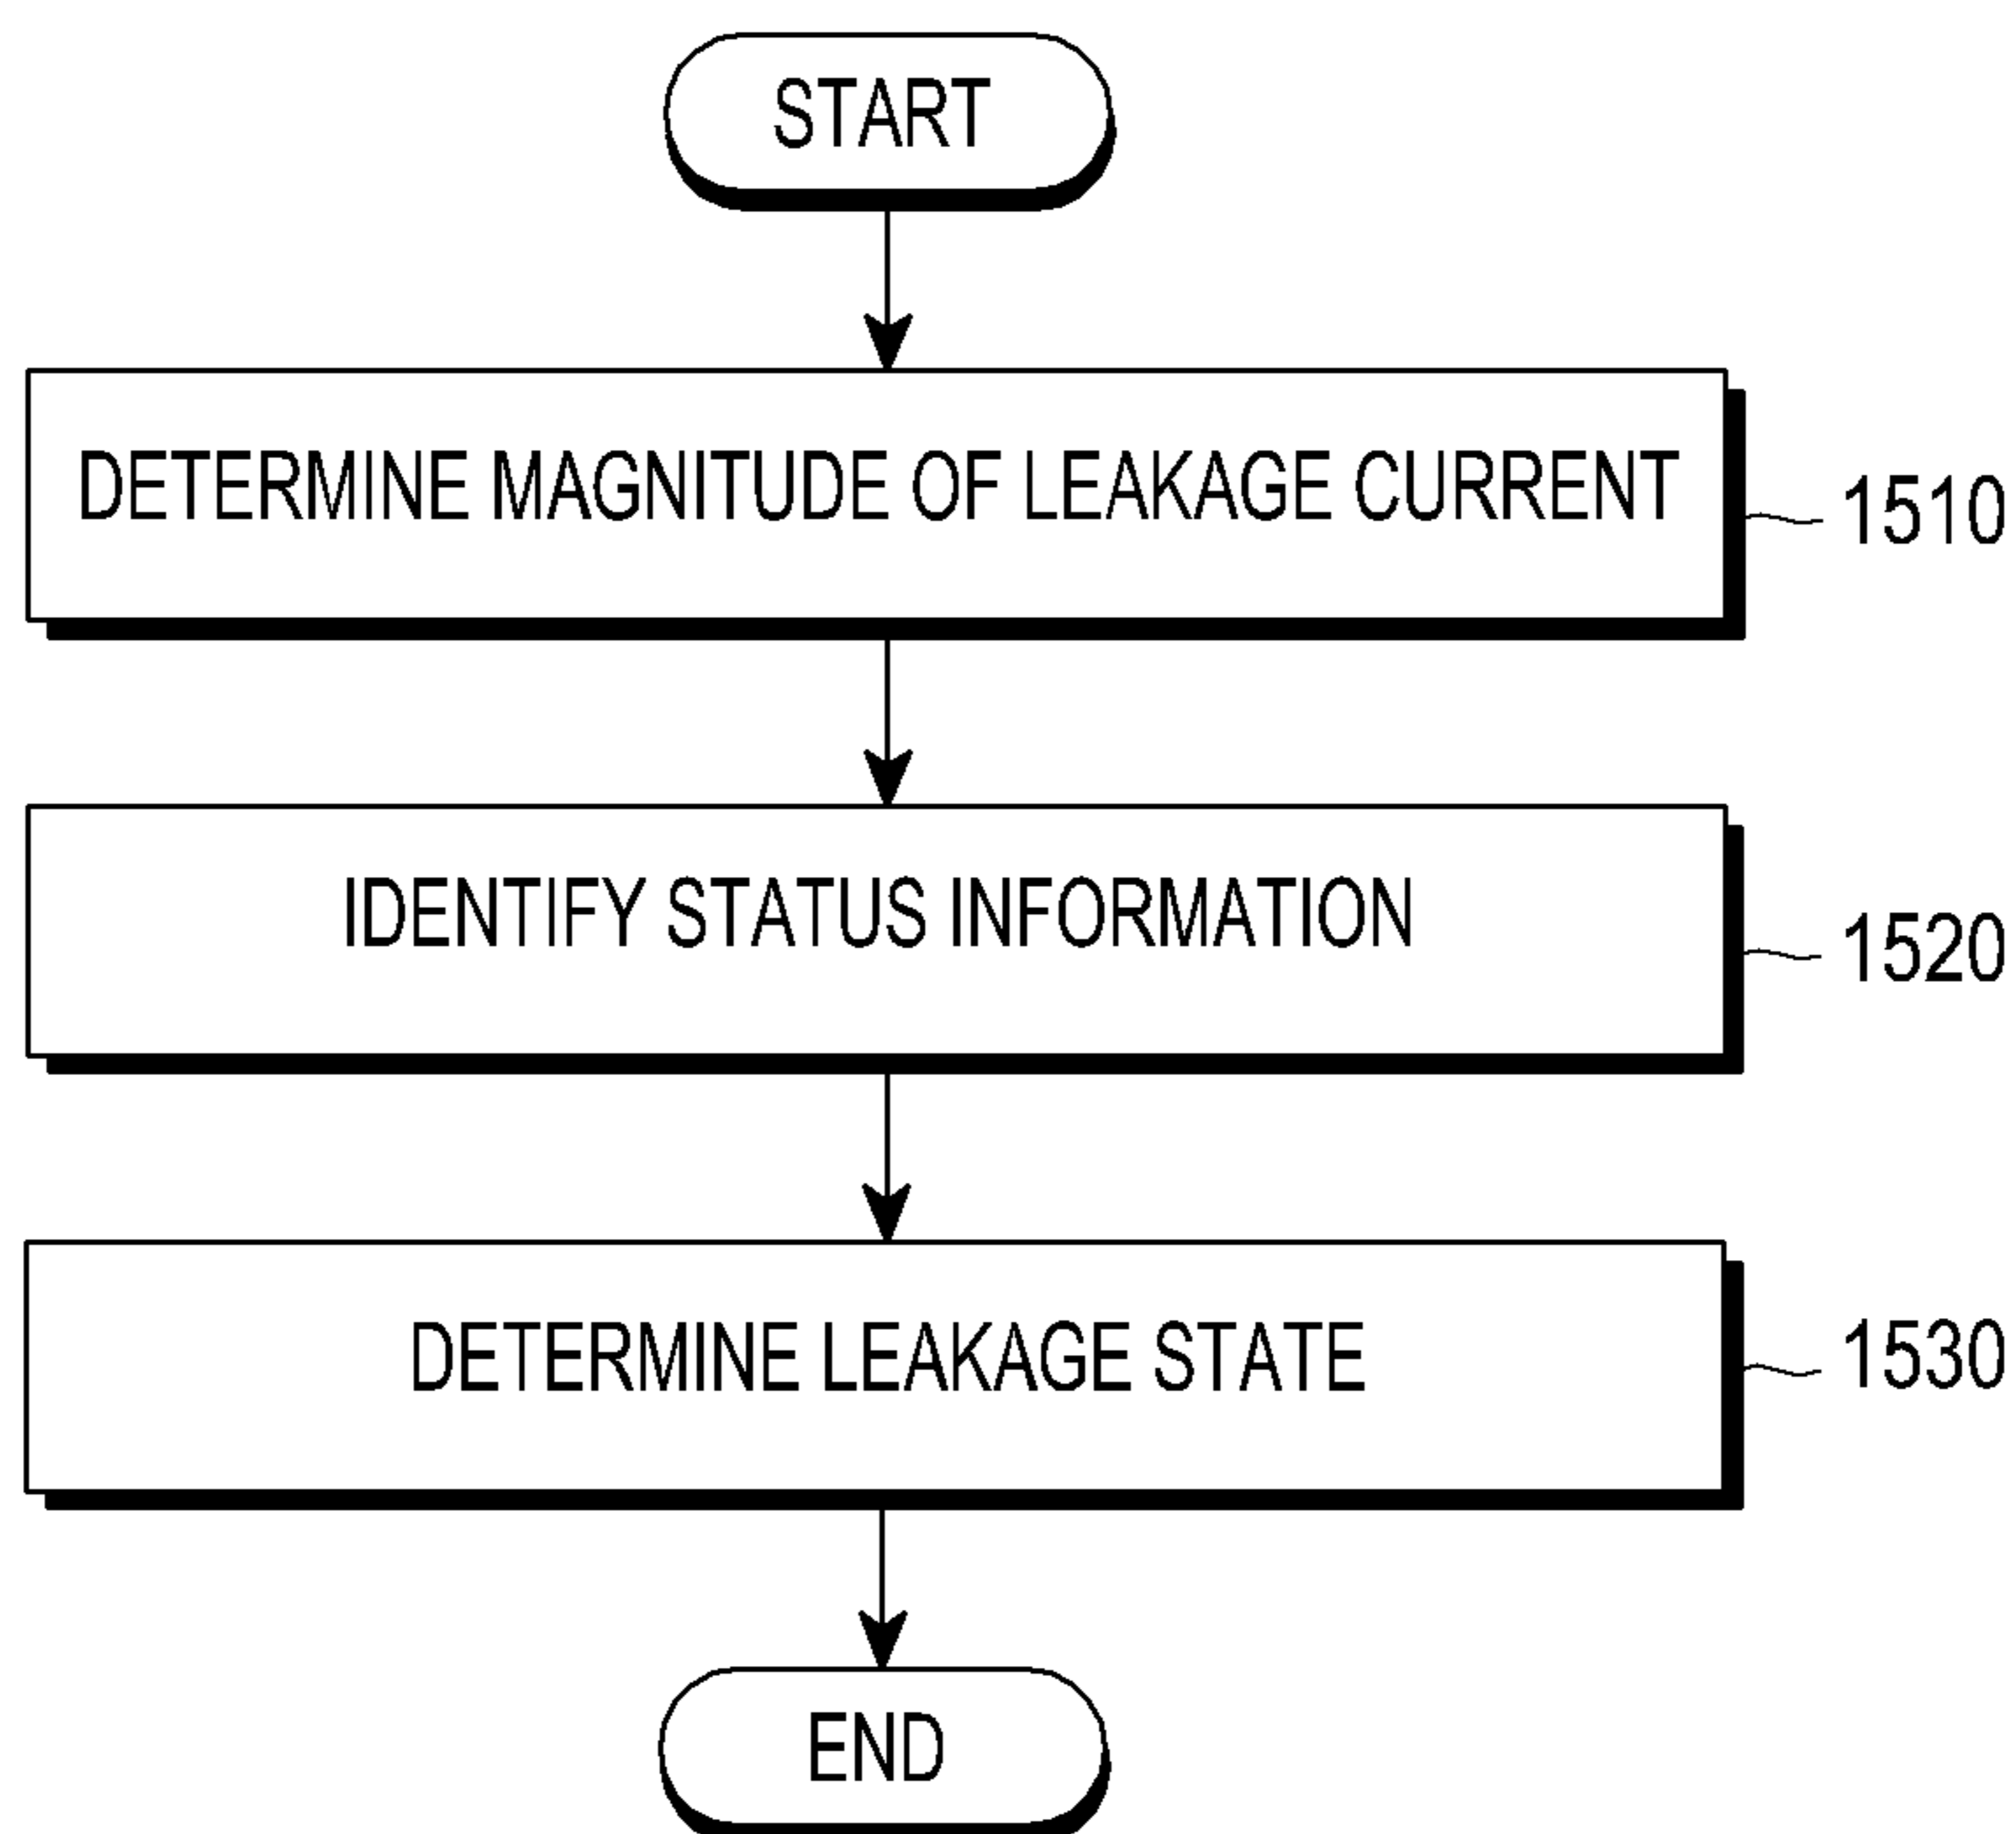 START
DETERMINE MAGNITUDE OF LEAKAGE CURRENT
1510
IDENTIFY STATUS INFORMATION
1520
DETERMINE LEAKAGE STATE
1530
END